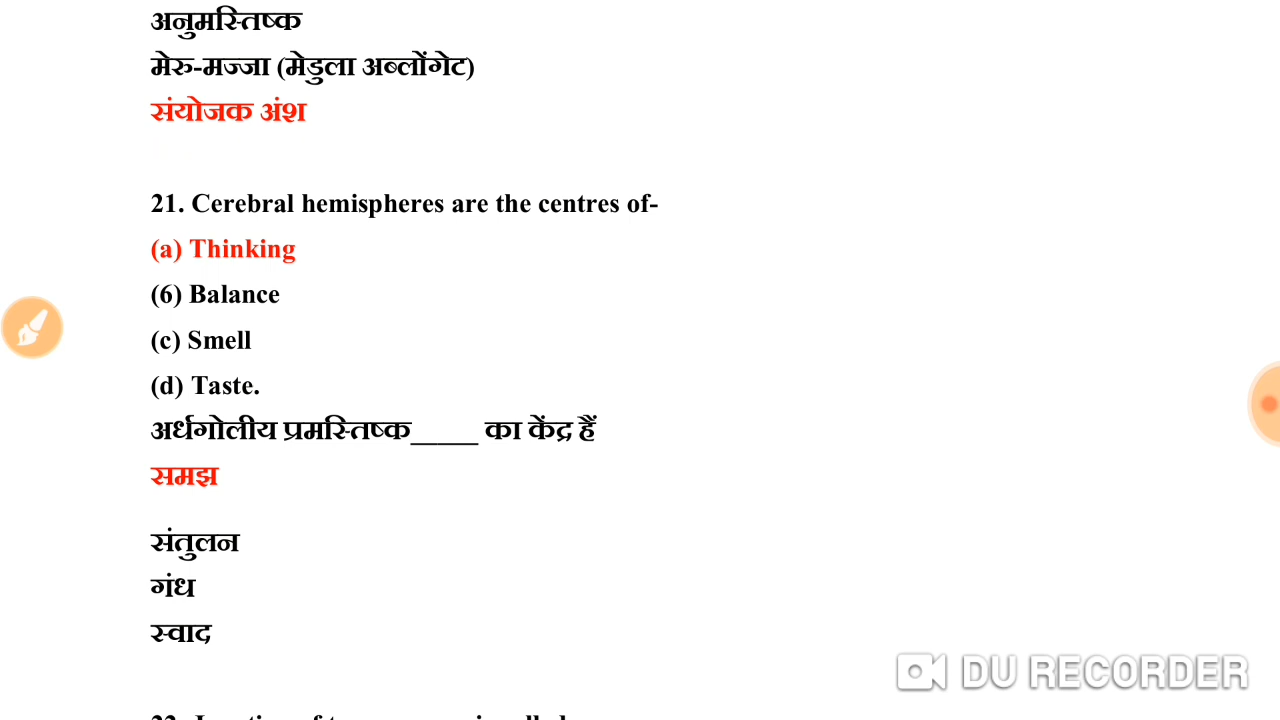 अनुमस्तिष्क
मेरु-मज्जा (मेडुला अब्लोंगेट)
संयोजक अंश
21. Cerebral hemispheres are the centres of-
(a) Thinking
(6) Balance
(c) Smell
(d) Taste.
अर्धगोलीय प्रमस्तिष्क_____ का केंद्र हैं
समझ
संतुलन
गंध
स्वाद
DU RECORDER